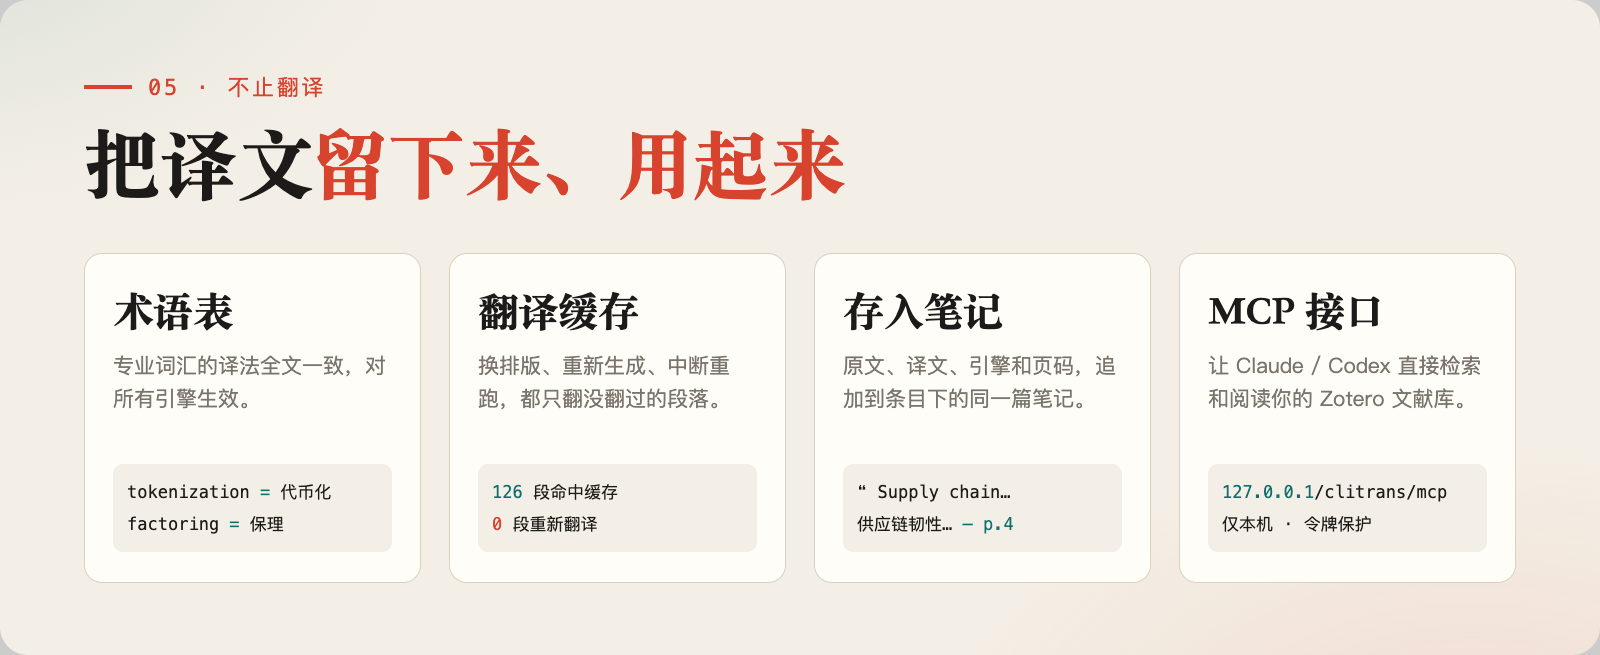 05 · 不止翻译
把译文留下来、用起来
术语表
专业词汇的译法全文一致，对
所有引擎生效。
tokenization = 代币化
factoring = 保理
翻译缓存
换排版、重新生成、中断重
跑，都只翻没翻过的段落。
126 段命中缓存
0 段重新翻译
存入笔记
原文、译文、引擎和页码，追
加到条目下的同一篇笔记。
“ Supply chain…
供应链韧性… — p.4
MCP 接口
让 Claude / Codex 直接检索
和阅读你的 Zotero 文献库。
127.0.0.1/clitrans/mcp
仅本机 · 令牌保护